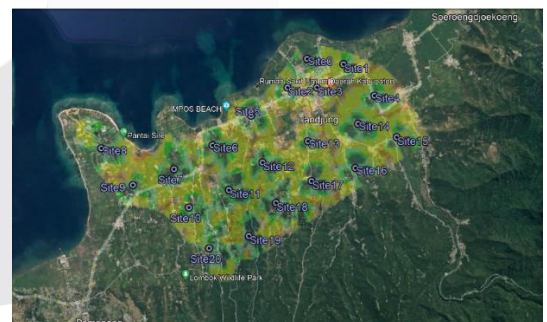 Soeroengdjoekoeng
Site0
Site1
Rumah Sakit Umum Daerah Kabupaten
Site2
Site3
Site4
IMPOS BEACH
Site5
Tandjung
Site14
Pantai Sire
Site15
Site8
Site6
Site13
Site12
Site7
Site16
Site9
Site17
Site11
Site18
Site10
Site19
Site20
Lombok Wildlife Park
Pemenang